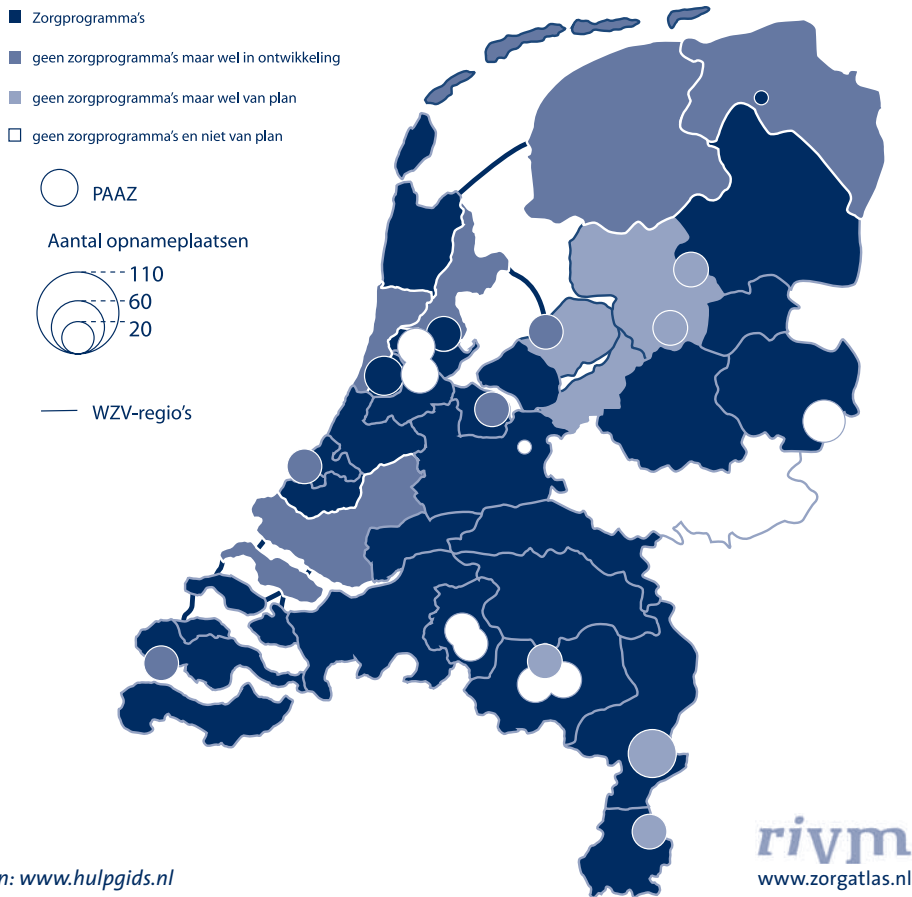 Zorgprogramma's
geen zorgprogramma's maar wel in ontwikkeling
geen zorgprogramma's maar wel van plan
geen zorgprogramma's en niet van plan
PAAZ
Aantal opnameplaatsen
110
60
20
WZV-regio's
n: www.hulpgids.nl
rivm
www.zorgatlas.nl